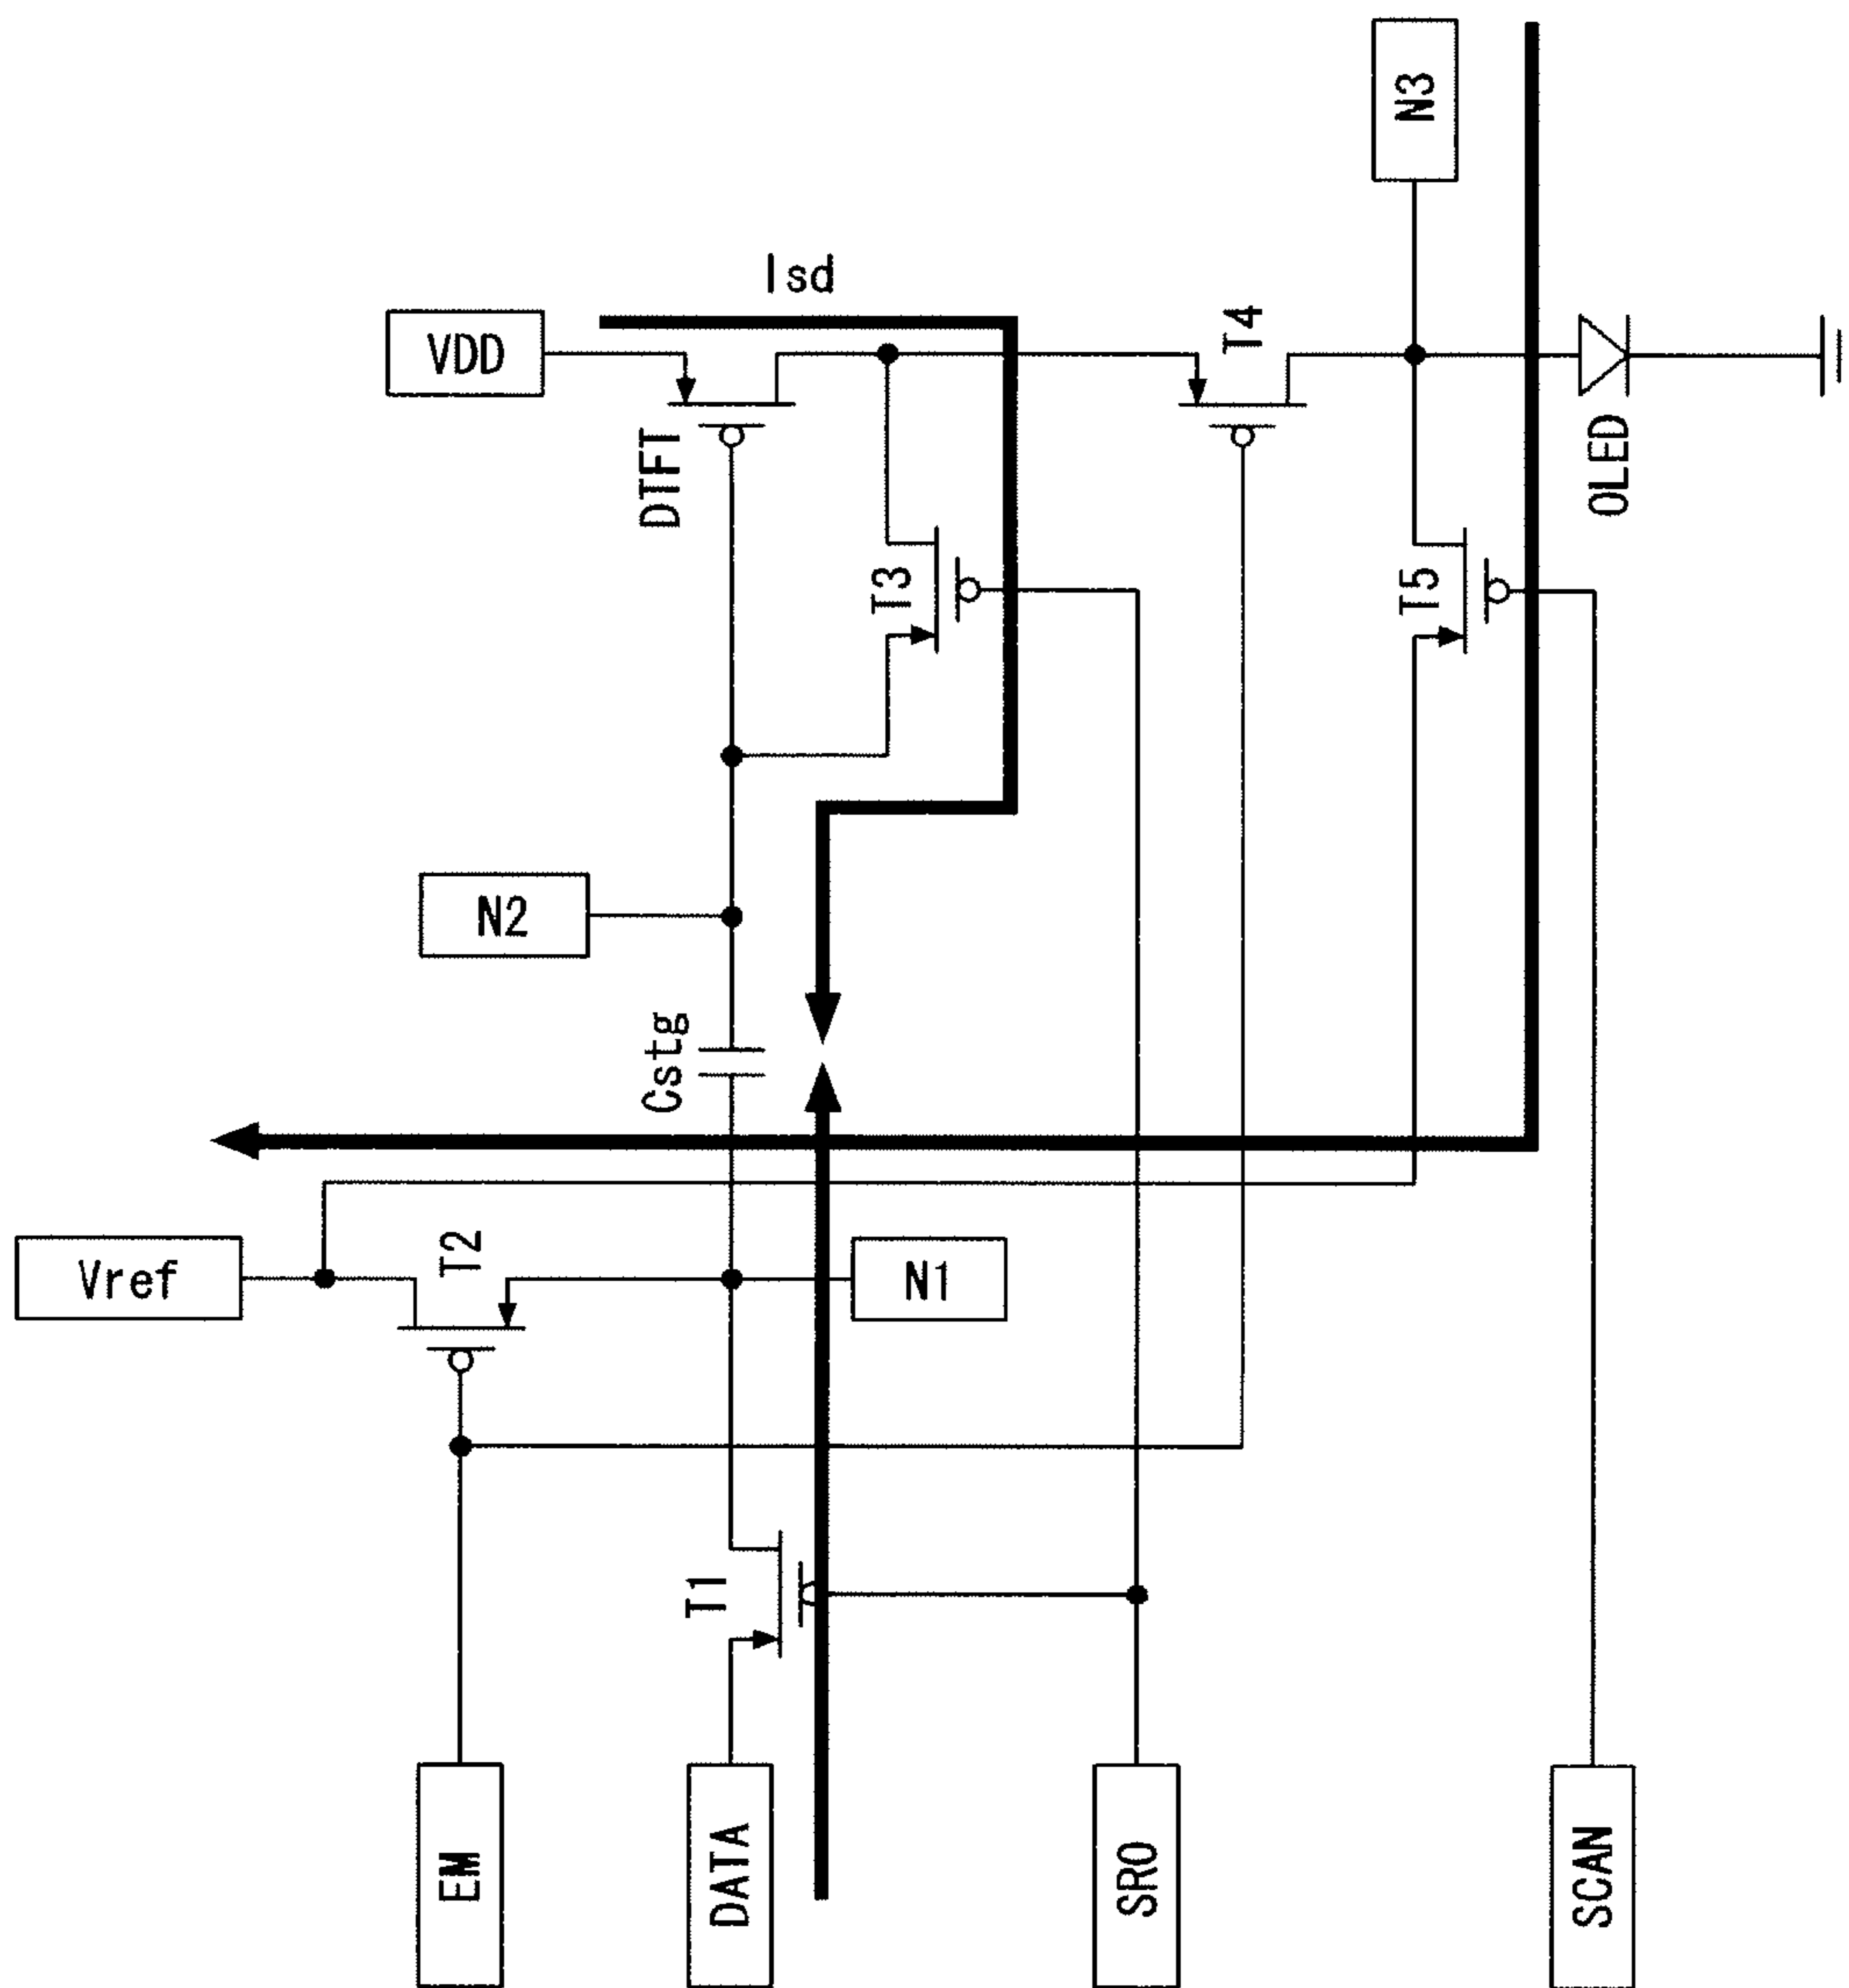 N3
Isd
VDD
T4
DTFT
OLED
T3
T5
N2
Cstg
Vref
T2
N1
T1
EM
DATA
SRO
SCAN